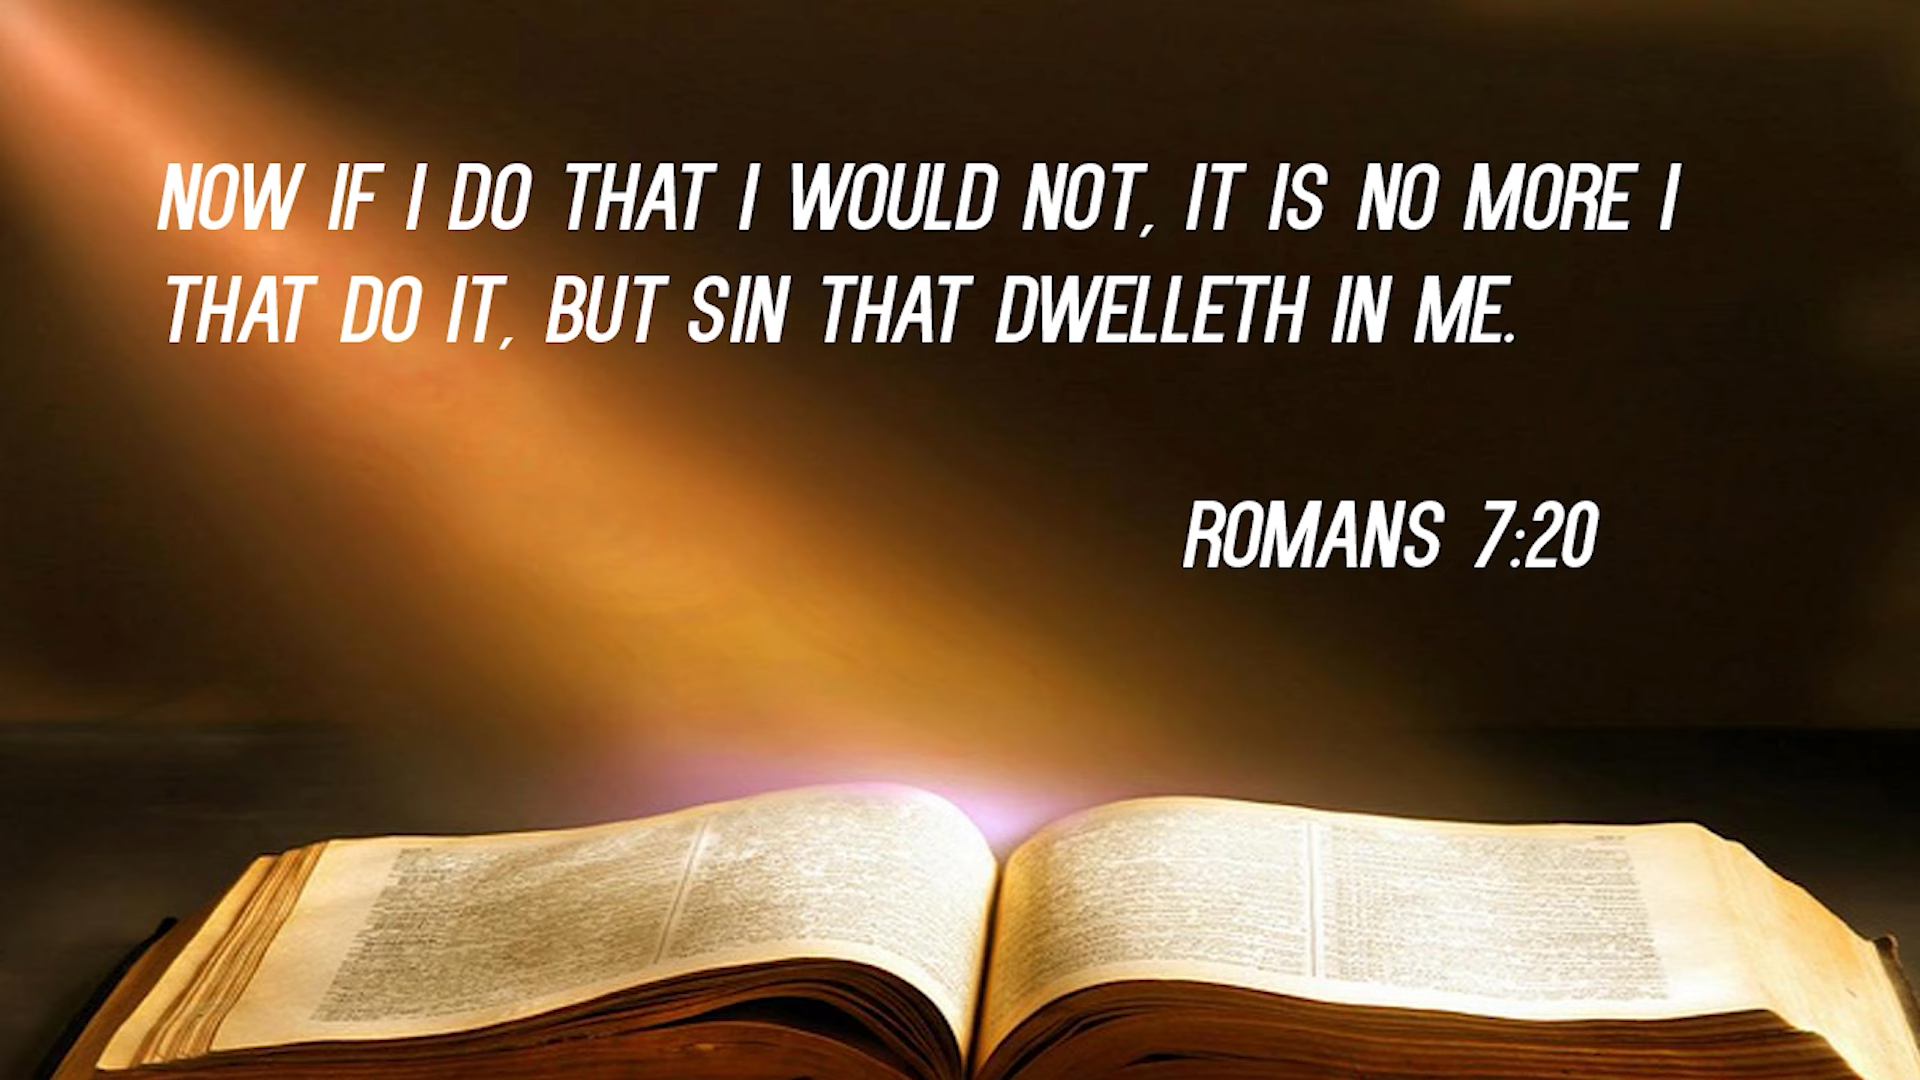 NOW IF I DO THAT I WOULD NOT, IT IS NO MORE I
THAT DO IT, BUT SIN THAT DWELLETH IN ME.
ROMANS 7:20